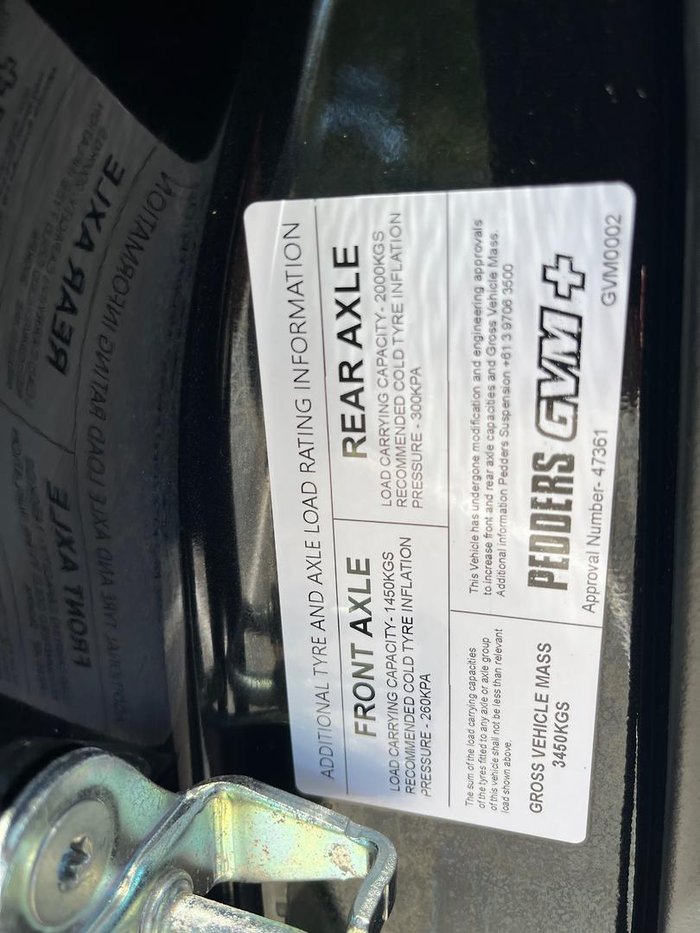 ADDITIONAL TYRE AND AXLE LOAD RATING INFORMATION
FRONT AXLE
LOAD CARRYING CAPACITY- 1450KGS
RECOMMENDED COLD TYRE INFLATION
PRESSURE - 260KPA
REAR AXLE
LOAD CARRYING CAPACITY- 2000KGS
RECOMMENDED COLD TYRE INFLATION
PRESSURE - 300KPA
The sum of the load carrying capacities
of the tyres fitted to any axle or axle group
of this vehicle shall not be less than relevant
load shown above.
GROSS VEHICLE MASS
3450KGS
This Vehicle has undergone modification and engineering approvals
to increase front and rear axle capacities and Gross Vehicle Mass.
Additional information Pedders Suspension +61 3 9706 3500
PEDDERS GVM+
Approval Number- 47361
GVM0002